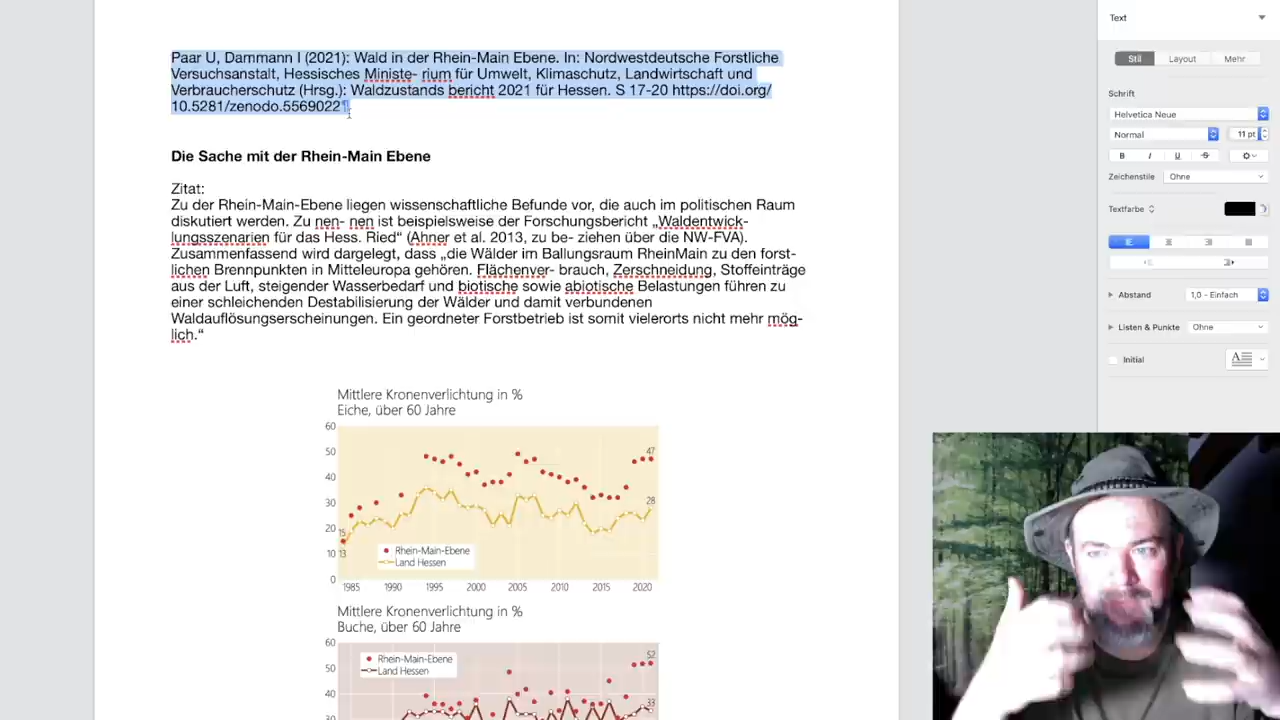 Paar U, Dammann I (2021): Wald in der Rhein-Main Ebene. In: Nordwestdeutsche Forstliche
Versuchsanstalt, Hessisches Ministe- rium für Umwelt, Klimaschutz, Landwirtschaft und
Verbraucherschutz (Hrsg.): Waldzustands bericht 2021 für Hessen. S 17-20 https://doi.org/
10.5281/zenodo.5569022¶
Die Sache mit der Rhein-Main Ebene
Zitat:
Zu der Rhein-Main-Ebene liegen wissenschaftliche Befunde vor, die auch im politischen Raum
diskutiert werden. Zu nen- nen ist beispielsweise der Forschungsbericht „Waldentwick-
lungsszenarien für das Hess. Ried“ (Ahner et al. 2013, zu be- ziehen über die NW-FVA).
Zusammenfassend wird dargelegt, dass „die Wälder im Ballungsraum RheinMain zu den forst-
lichen Brennpunkten in Mitteleuropa gehören. Flächenver- brauch, Zerschneidung, Stoffeinträge
aus der Luft, steigender Wasserbedarf und biotische sowie abiotische Belastungen führen zu
einer schleichenden Destabilisierung der Wälder und damit verbundenen
Waldauflösungserscheinungen. Ein geordneter Forstbetrieb ist somit vielerorts nicht mehr mög-
lich.“
Mittlere Kronenverlichtung in %
Eiche, über 60 Jahre
60
50
40
30
20
10
0
47
28
15
13
Rhein-Main-Ebene
Land Hessen
1985 1990 1995 2000 2005 2010 2015 2020
Mittlere Kronenverlichtung in %
Buche, über 60 Jahre
60
50
40
30
52
33
Rhein-Main-Ebene
Land Hessen
Text
Stil Layout Mehr
Schrift
Helvetica Neue
Normal 11 pt
B I U S
Zeichenstile Ohne
Textfarbe
Abstand 1,0 - Einfach
Listen & Punkte Ohne
Initial A